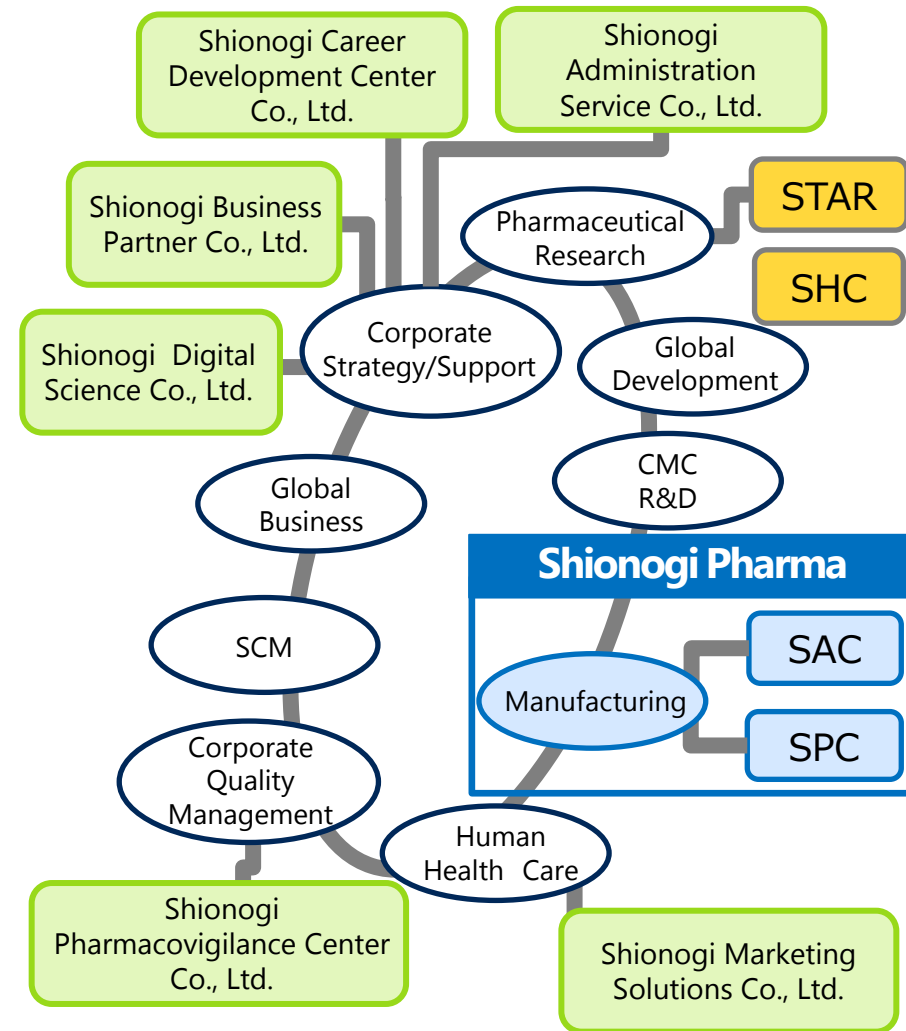 Shionogi Career
Development Center
Co., Ltd.
Shionogi
Administration
Service Co., Ltd.
Shionogi Business
Partner Co., Ltd.
Pharmaceutical
Research
STAR
SHC
Shionogi Digital
Science Co., Ltd.
Corporate
Strategy/Support
Global
Development
Global
Business
CMC
R&D
Shionogi Pharma
SCM
SAC
Manufacturing
SPC
Corporate
Quality
Management
Human
Health Care
Shionogi
Pharmacovigilance Center
Co., Ltd.
Shionogi Marketing
Solutions Co., Ltd.